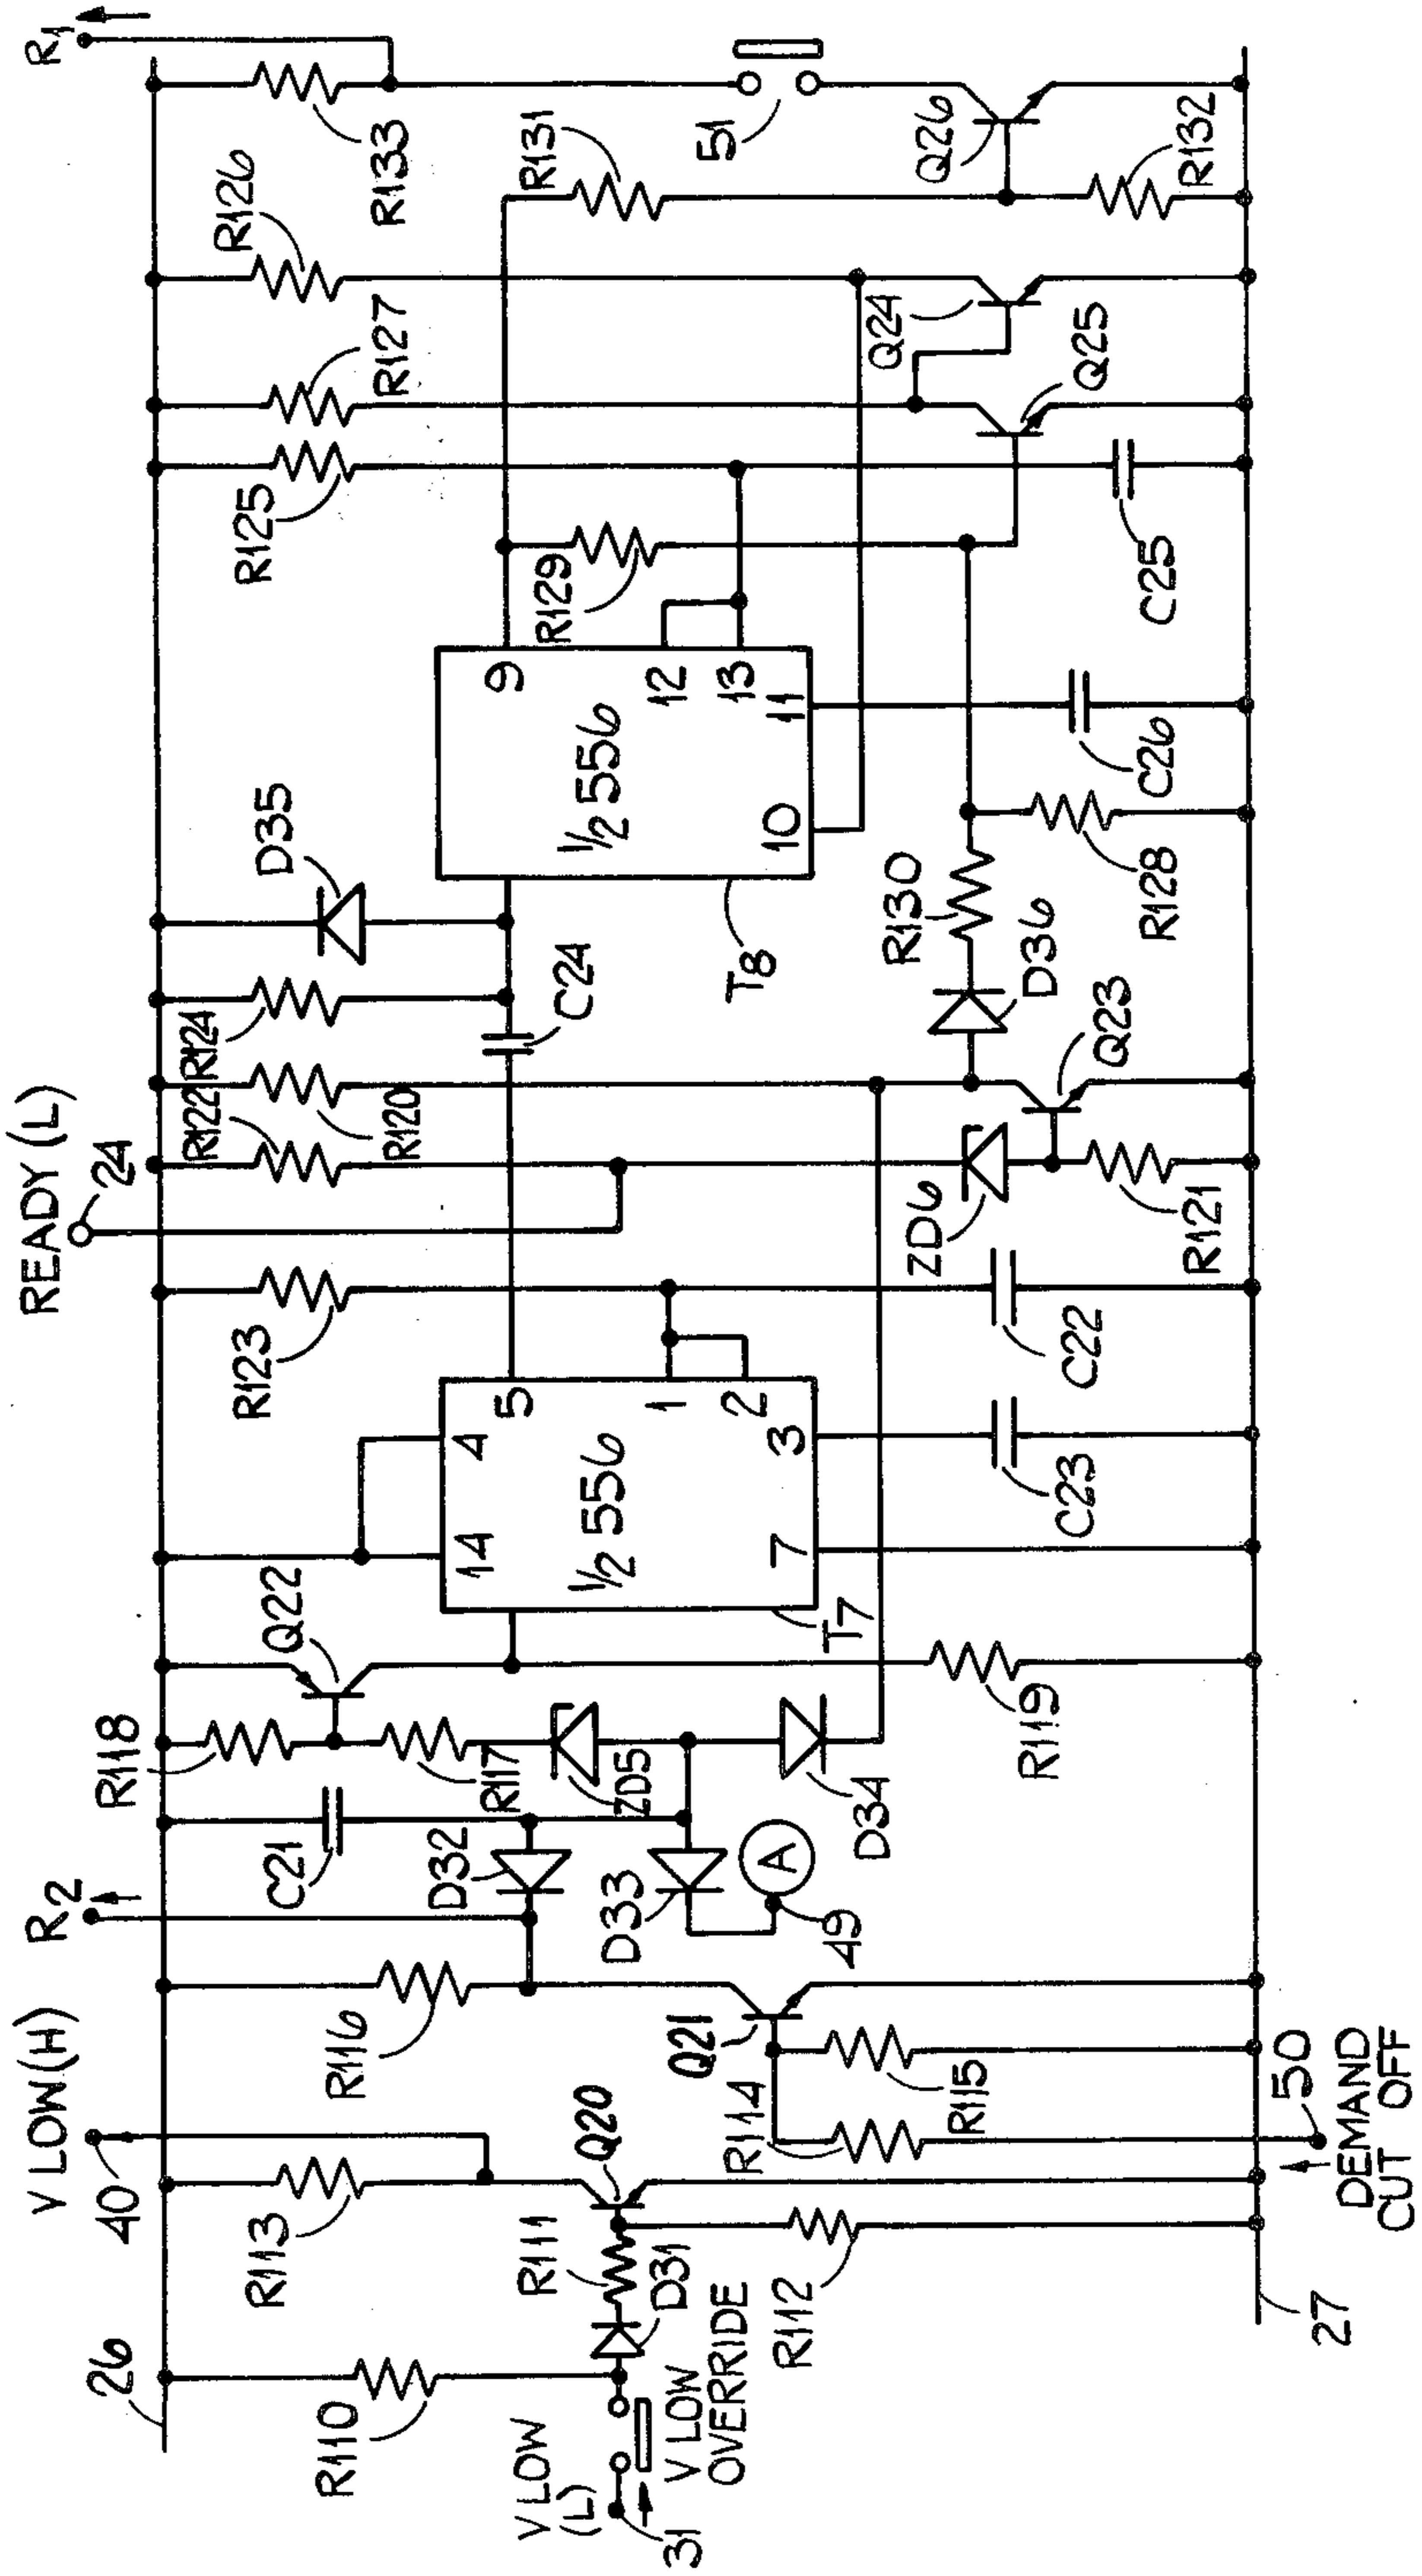 V LOW(H)
40
R2
READY (L)
24
R1
26
R110
R113
R116
C21
R118
Q22
R123
R122
R120
R124
D35
R125
R127
R126
R133
V LOW
(L)
31
V LOW
OVERRIDE
D31
R111
Q20
R112
R114
Q21
R115
D32
D33
A
49
R117
ZD5
D34
R119
14
4
5
1
2
3
7
1/2 556
T7
C23
C22
C24
ZD6
R121
Q23
D36
R130
R128
1/2 556
9
12
13
11
10
T8
C26
C25
R129
Q25
Q24
R131
51
Q26
R132
27
50
DEMAND
CUT OFF